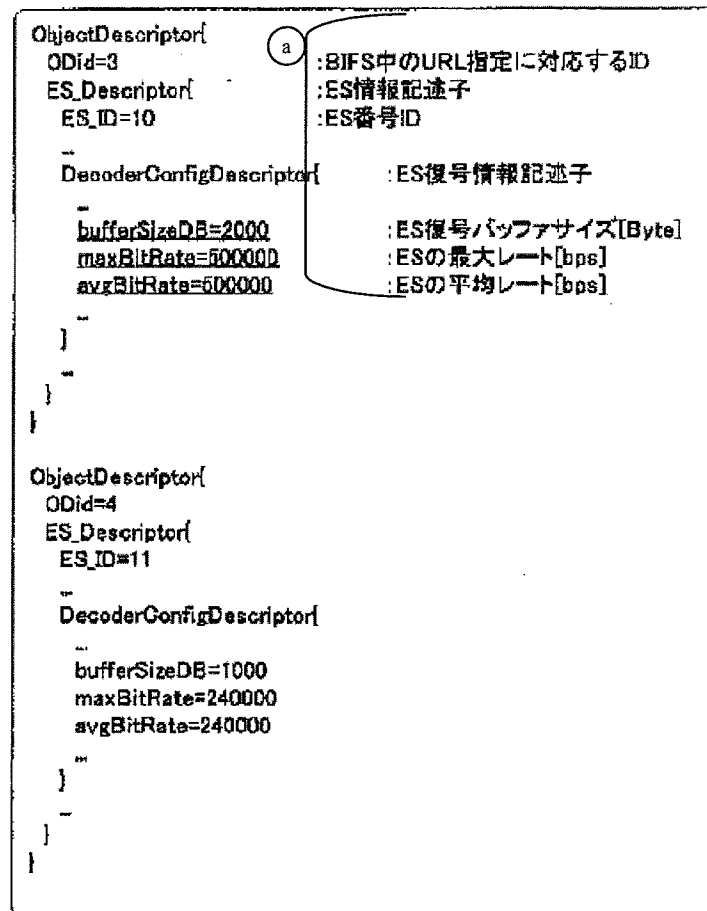 ObjectDescriptor{
a
ODid=3 :BIFS中のURL指定に対応するID
ES_Descriptor{ :ES情報記述子
ES_ID=10 :ES番号ID
...
DecoderConfigDescriptor{ :ES復号情報記述子
...
bufferSizeDB=2000 :ES復号バッファサイズ[Byte]
maxBitRate=500000 :ESの最大レート[bps]
avgBitRate=500000 :ESの平均レート[bps]
...
}
...
}
}
ObjectDescriptor{
ODid=4
ES_Descriptor{
ES_ID=11
...
DecoderConfigDescriptor{
...
bufferSizeDB=1000
maxBitRate=240000
avgBitRate=240000
...
}
...
}
}